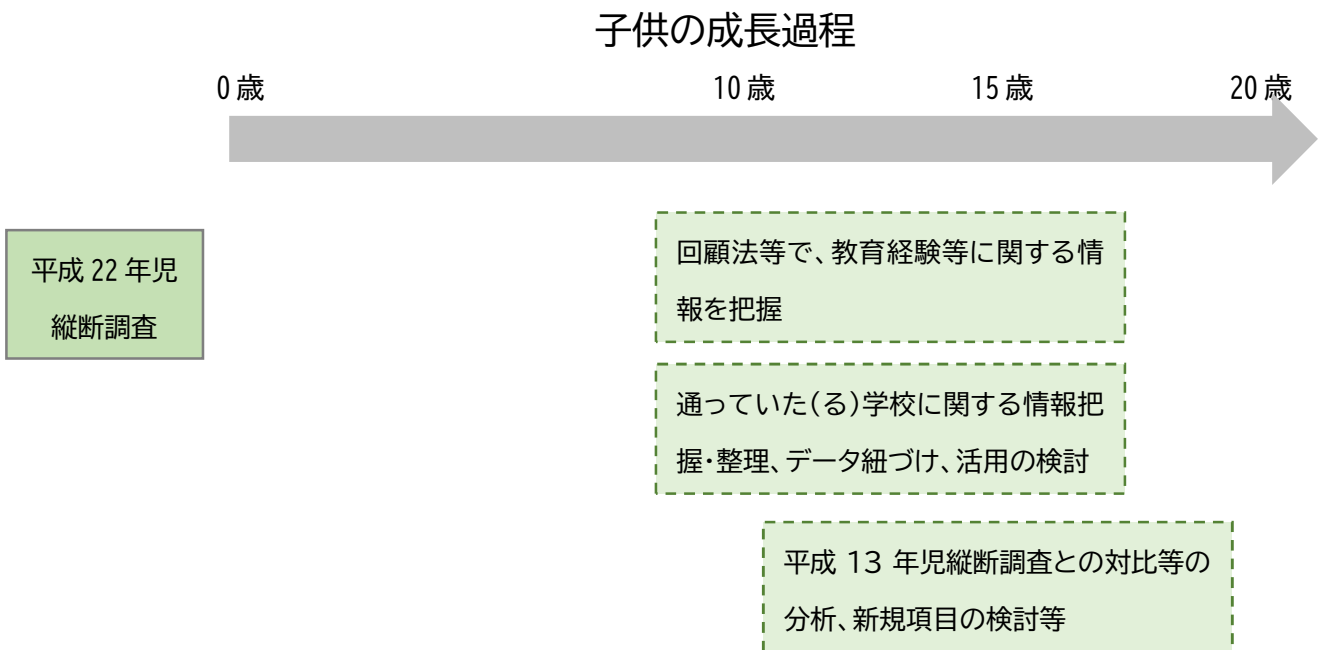 子供の成長過程
0歳 10歳 15歳 20歳
平成22年児
縦断調査
回顧法等で、教育経験等に関する情
報を把握
通っていた(る)学校に関する情報把
握・整理、データ紐づけ、活用の検討
平成 13 年児縦断調査との対比等の
分析、新規項目の検討等